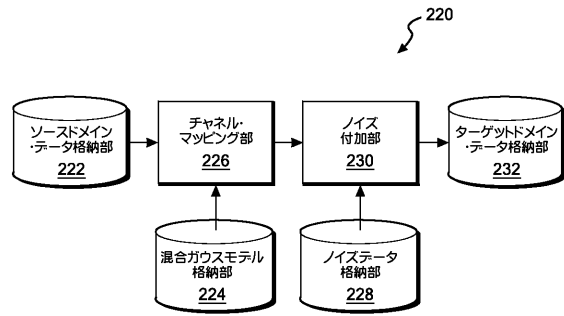 220
ソースドメイン
・データ格納部
222
チャネル・
マッピング部
226
ノイズ
付加部
230
ターゲットドメイン
・データ格納部
232
混合ガウスモデル
格納部
224
ノイズデータ
格納部
228